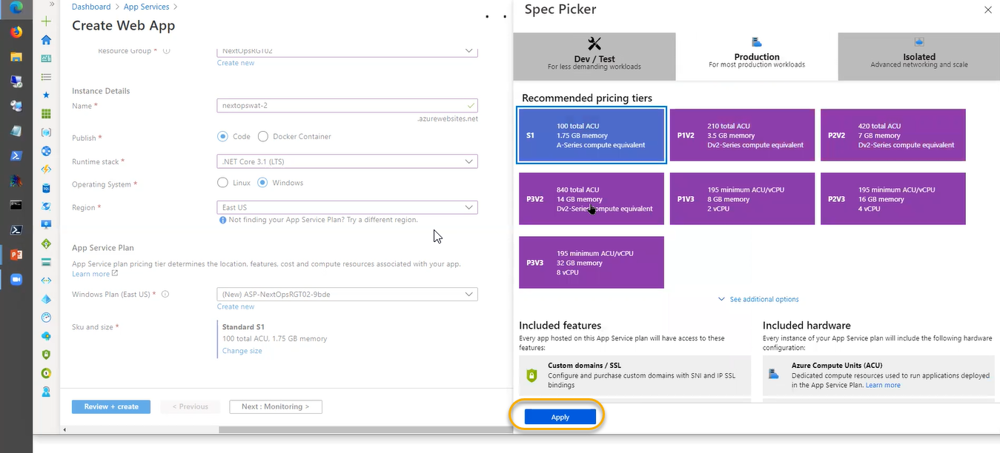 Dashboard > App Services >
Create Web App
Resource Group *
NextOpsRGT02
Create new
Instance Details
Name *
nextopswat-2
.azurewebsites.net
Publish *
Code
Docker Container
Runtime stack *
.NET Core 3.1 (LTS)
Operating System *
Linux
Windows
Region *
East US
Not finding your App Service Plan? Try a different region.
App Service Plan
App Service plan pricing tier determines the location, features, cost and compute resources associated with your app.
Learn more
Windows Plan (East US) *
(New) ASP-NextOpsRGT02-9bde
Create new
Sku and size *
Standard S1
100 total ACU, 1.75 GB memory
Change size
Review + create
< Previous
Next : Monitoring >
Spec Picker
Dev / Test
For less demanding workloads
Production
For most production workloads
Isolated
Advanced networking and scale
Recommended pricing tiers
S1
100 total ACU
1.75 GB memory
A-Series compute equivalent
P1V2
210 total ACU
3.5 GB memory
Dv2-Series compute equivalent
P2V2
420 total ACU
7 GB memory
Dv2-Series compute equivalent
P3V2
840 total ACU
14 GB memory
Dv2-Series compute equivalent
P1V3
195 minimum ACU/vCPU
8 GB memory
2 vCPU
P2V3
195 minimum ACU/vCPU
16 GB memory
4 vCPU
P3V3
195 minimum ACU/vCPU
32 GB memory
8 vCPU
See additional options
Included features
Every app hosted on this App Service plan will have access to these
features:
Custom domains / SSL
Configure and purchase custom domains with SNI and IP SSL
bindings
Included hardware
Every instance of your App Service plan will include the following hardware
configuration:
Azure Compute Units (ACU)
Dedicated compute resources used to run applications deployed
in the App Service Plan. Learn more
Apply